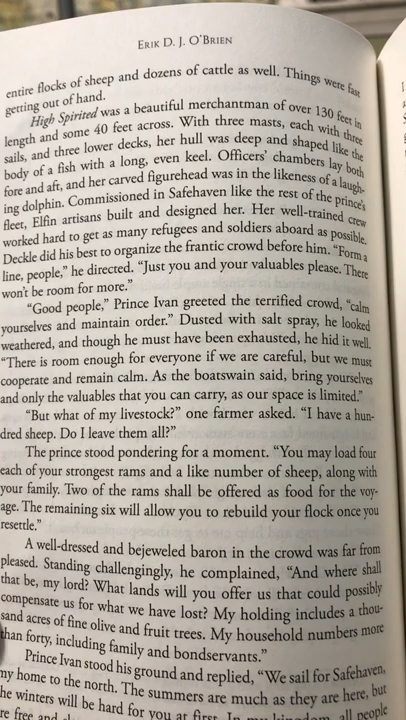 Erik D. J. O'Brien
entire flocks of sheep and dozens of cattle as well. Things were fast
getting out of hand.
High Spirited was a beautiful merchantman of over 130 feet in
length and some 40 feet across. With three masts, each with three
sails, and three lower decks, her hull was deep and shaped like the
body of a fish with a long, even keel. Officers' chambers lay both
fore and aft, and her carved figurehead was in the likeness of a laugh-
ing dolphin. Commissioned in Safehaven like the rest of the prince's
fleet, Elfin artisans built and designed her. Her well-trained crew
worked hard to get as many refugees and soldiers aboard as possible.
Deckle did his best to organize the frantic crowd before him. "Form a
line, people," he directed. "Just you and your valuables please. There
won't be room for more."
"Good people," Prince Ivan greeted the terrified crowd, "calm
yourselves and maintain order." Dusted with salt spray, he looked
weathered, and though he must have been exhausted, he hid it well.
"There is room enough for everyone if we are careful, but we must
cooperate and remain calm. As the boatswain said, bring yourselves
and only the valuables that you can carry, as our space is limited."
"But what of my livestock?" one farmer asked. "I have a hun-
dred sheep. Do I leave them all?"
The prince stood pondering for a moment. "You may load four
each of your strongest rams and a like number of sheep, along with
your family. Two of the rams shall be offered as food for the voy-
age. The remaining six will allow you to rebuild your flock once you
resettle."
A well-dressed and bejeweled baron in the crowd was far from
pleased. Standing challengingly, he complained, "And where shall
that be, my lord? What lands will you offer us that could possibly
compensate us for what we have lost? My holding includes a thou-
sand acres of fine olive and fruit trees. My household numbers more
than forty, including family and bondservants."
Prince Ivan stood his ground and replied, "We sail for Safehaven,
my home to the north. The summers are much as they are here, but
he winters will be hard for you at first. In my kingdom, all people
re free and